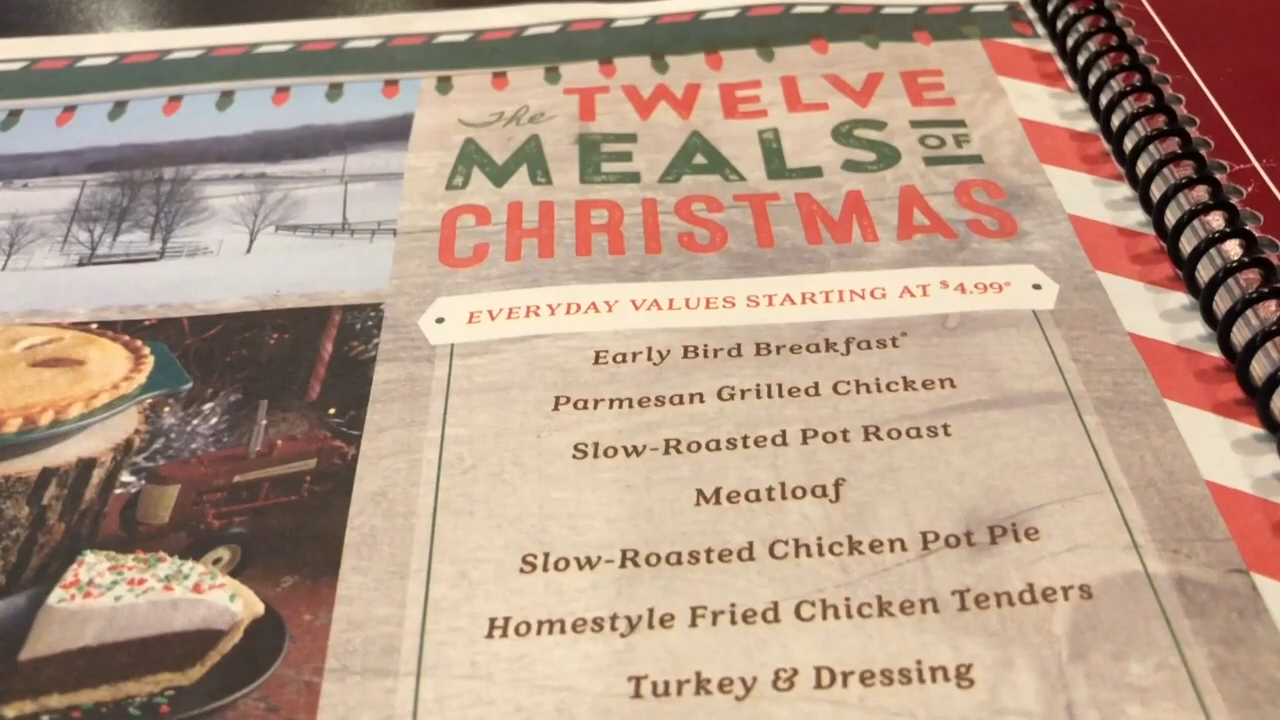 The TWELVE
MEALS OF
CHRISTMAS
EVERYDAY VALUES STARTING AT $4.99*
Early Bird Breakfast*
Parmesan Grilled Chicken
Slow-Roasted Pot Roast
Meatloaf
Slow-Roasted Chicken Pot Pie
Homestyle Fried Chicken Tenders
Turkey & Dressing